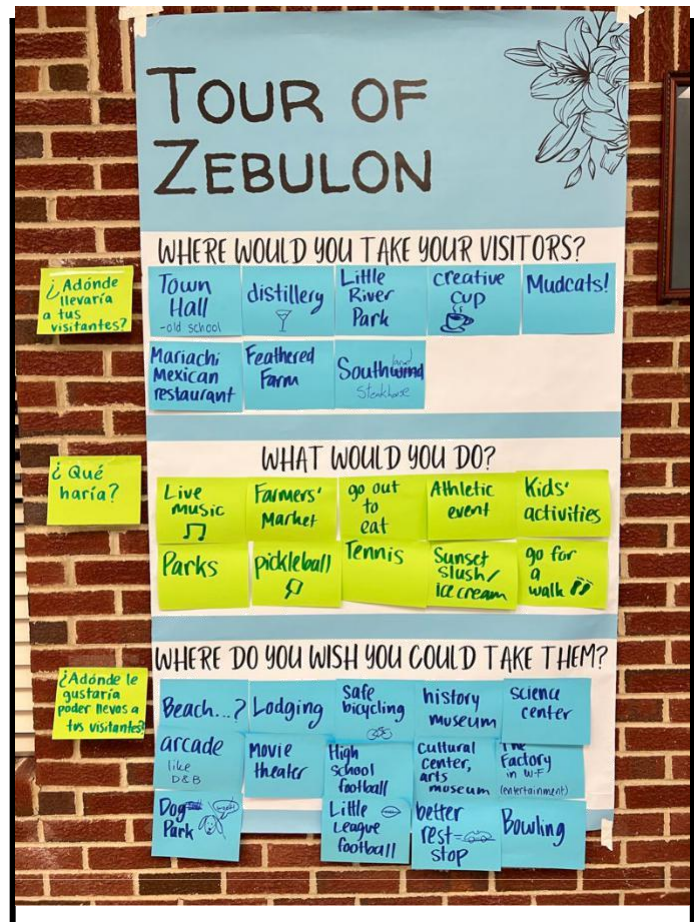 TOUR OF
ZEBULON
WHERE WOULD YOU TAKE YOUR VISITORS?
¿Adónde
llevaría
a tus
visitantes?
Town
Hall
-old school
distillery
Little
River
Park
creative
cup
Mudcats!
Mariachi
Mexican
restaurant
Feathered
Farm
land
Southwind
Steakhouse
WHAT WOULD YOU DO?
¿Qué
haría?
Live
music
Farmers'
Market
go out
to
eat
Athletic
event
Kids'
activities
Parks
pickleball
Tennis
Sunset
Slush/
ice cream
go for
a
walk
WHERE DO YOU WISH YOU COULD TAKE THEM?
¿Adónde le
gustaría
poder llevos a
tus visitantes?
Beach...?
Lodging
Safe
bicycling
history
museum
science
center
arcade
like
D&B
Movie
theater
High
School
football
Cultural
center,
arts
museum
The
Factory
in W-F
(entertainment)
Dog
Park
Little
League
football
better
rest
stop
Bowling